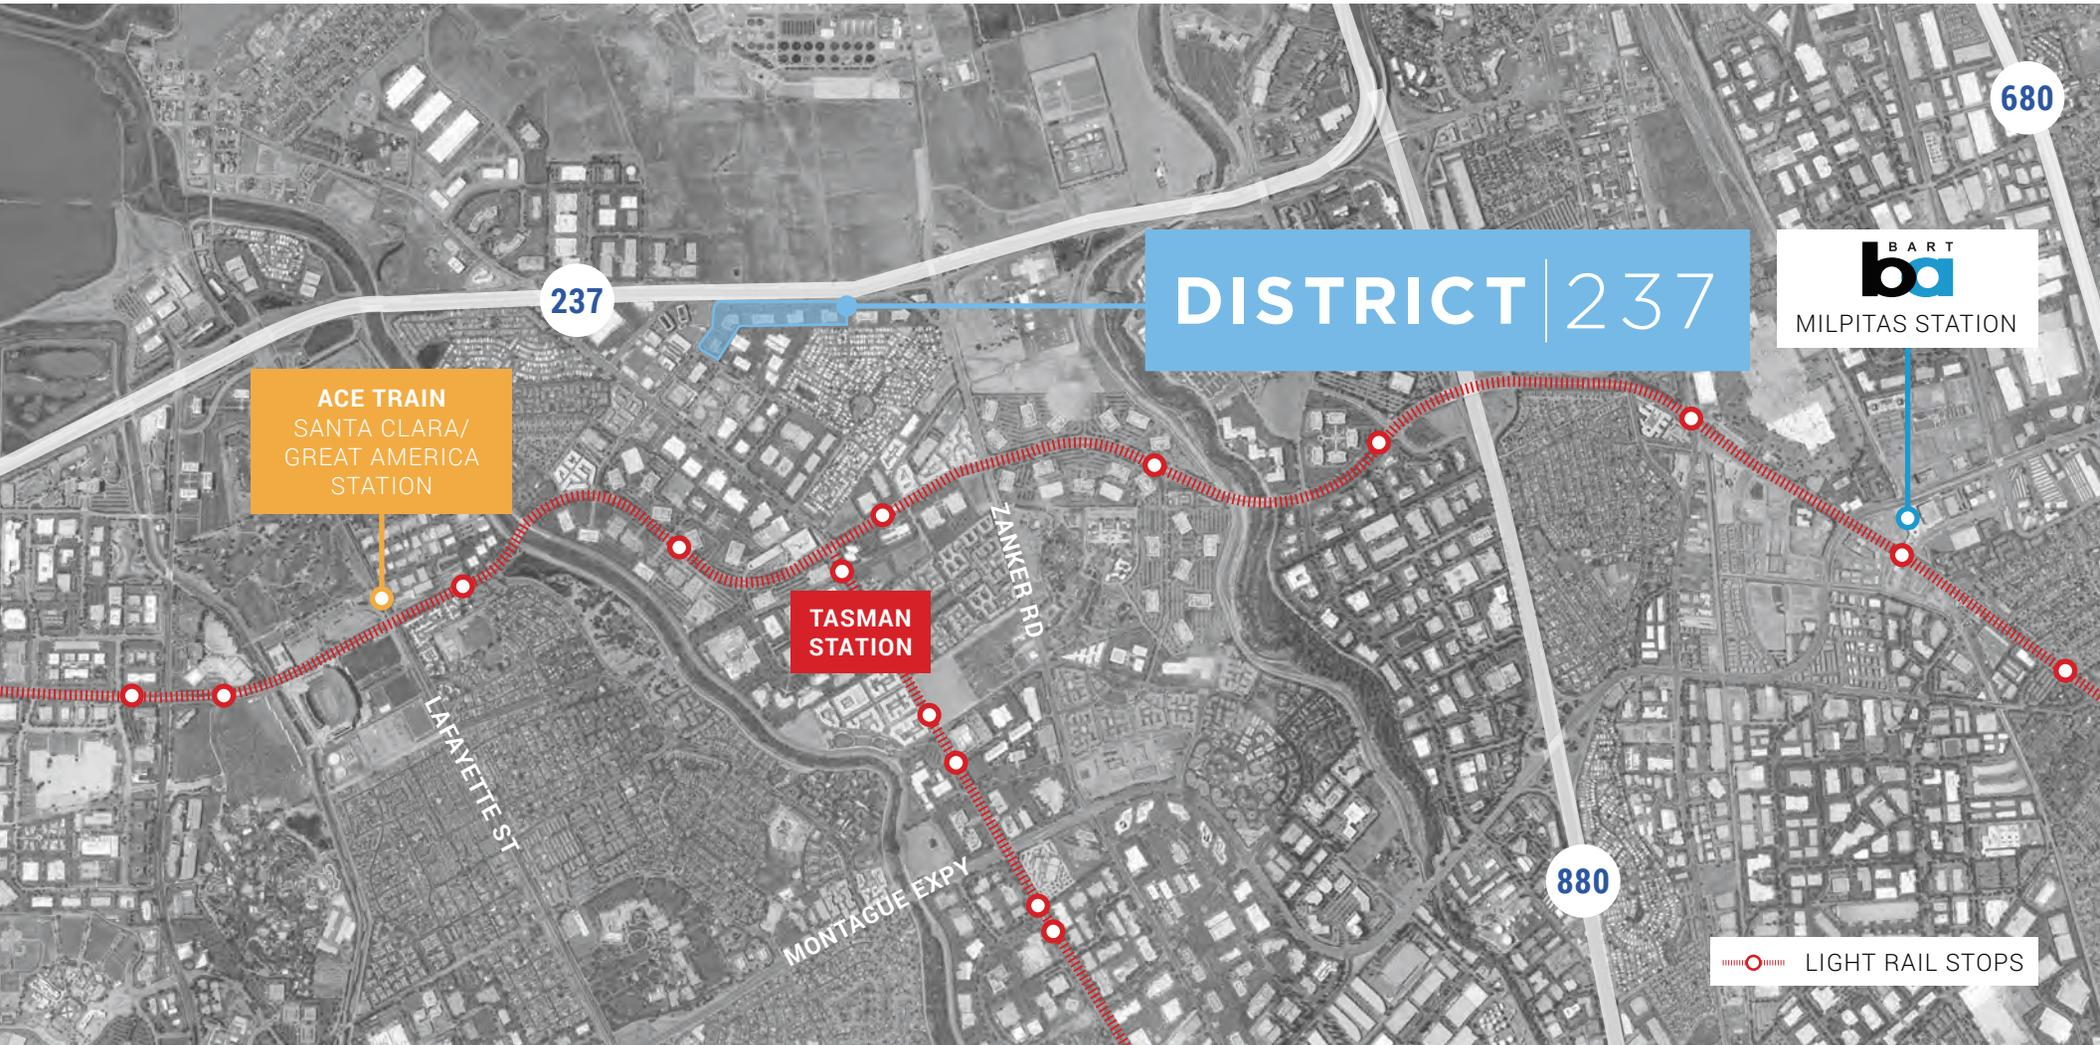 680
237
DISTRICT | 237
BART
ba
MILPITAS STATION
ACE TRAIN
SANTA CLARA/
GREAT AMERICA
STATION
TASMAN
STATION
ZANKER RD
LAFAYETTE ST
MONTAGUE EXPY
880
LIGHT RAIL STOPS